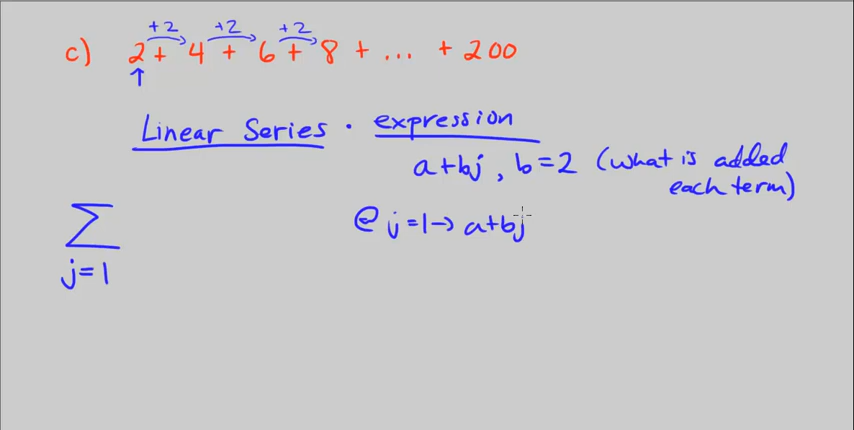 +2 +2 +2
c) 2 + 4 + 6 + 8 + ... + 200
↑
Linear Series · expression
a+bj, b=2 (what is added
each term)
Σ @ j=1→ a+bj
j=1